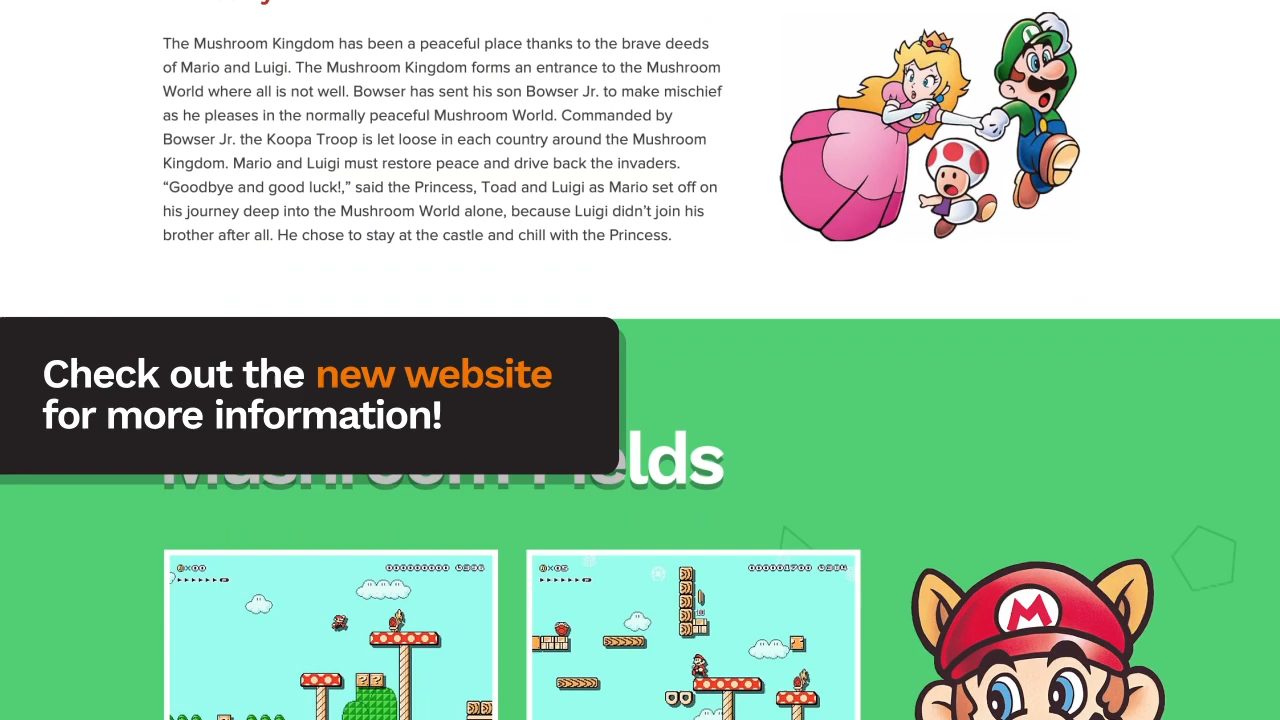 The Mushroom Kingdom has been a peaceful place thanks to the brave deeds
of Mario and Luigi. The Mushroom Kingdom forms an entrance to the Mushroom
World where all is not well. Bowser has sent his son Bowser Jr. to make mischief
as he pleases in the normally peaceful Mushroom World. Commanded by
Bowser Jr. the Koopa Troop is let loose in each country around the Mushroom
Kingdom. Mario and Luigi must restore peace and drive back the invaders.
“Goodbye and good luck!,” said the Princess, Toad and Luigi as Mario set off on
his journey deep into the Mushroom World alone, because Luigi didn’t join his
brother after all. He chose to stay at the castle and chill with the Princess.
Check out the new website
for more information!
Mushroom Fields
M